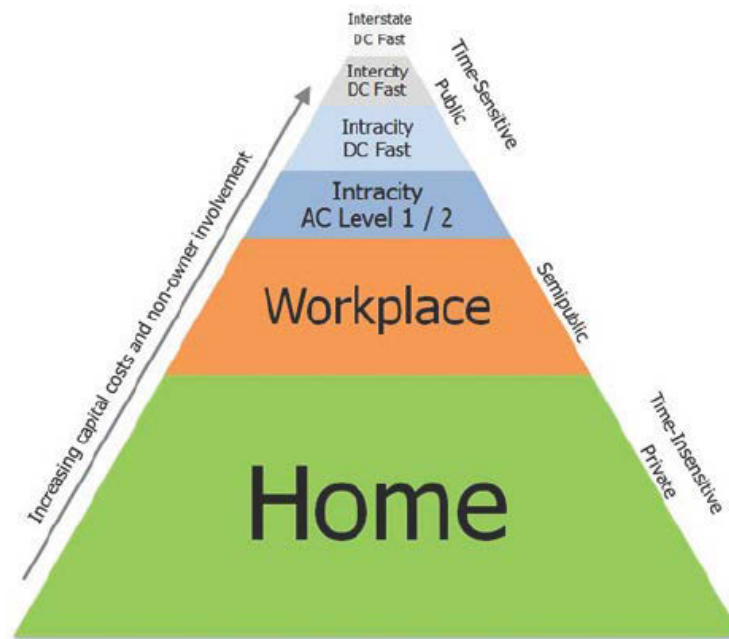 Interstate
DC Fast
Intercity
DC Fast
Intracity
DC Fast
Intracity
AC Level 1 / 2
Workplace
Home
Increasing capital costs and non-owner involvement
Time-Sensitive
Public
Semipublic
Time-Insensitive
Private